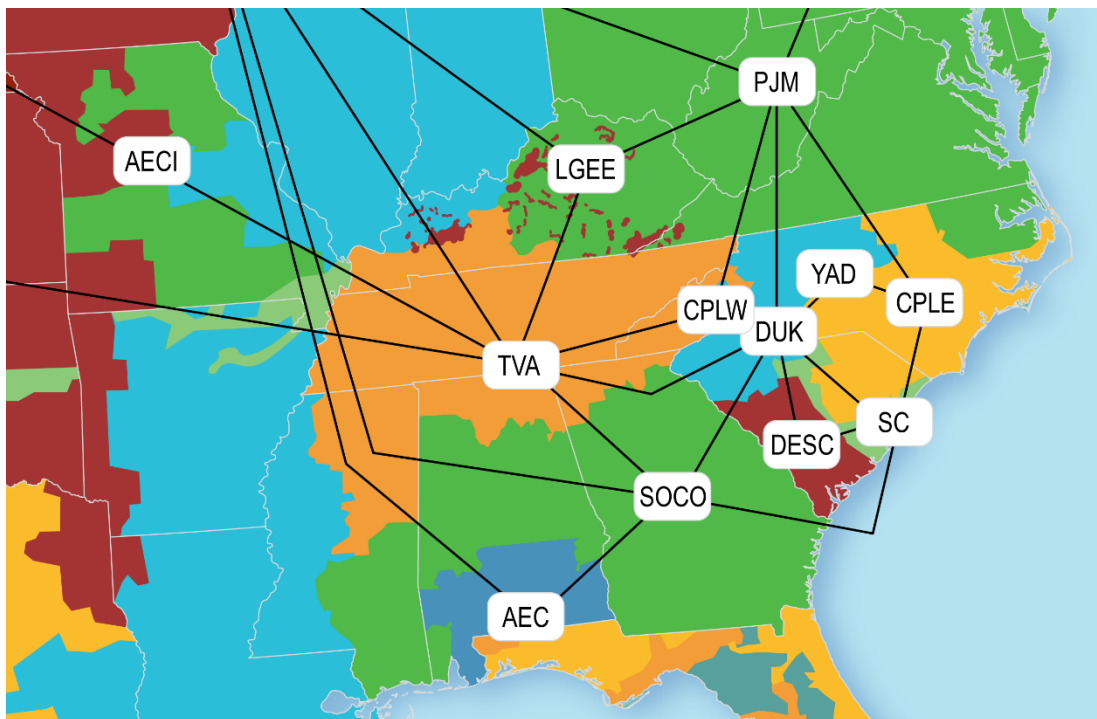 PJM
AECI
LGEE
YAD
CPLW
CPLE
DUK
TVA
SC
DESC
SOCO
AEC